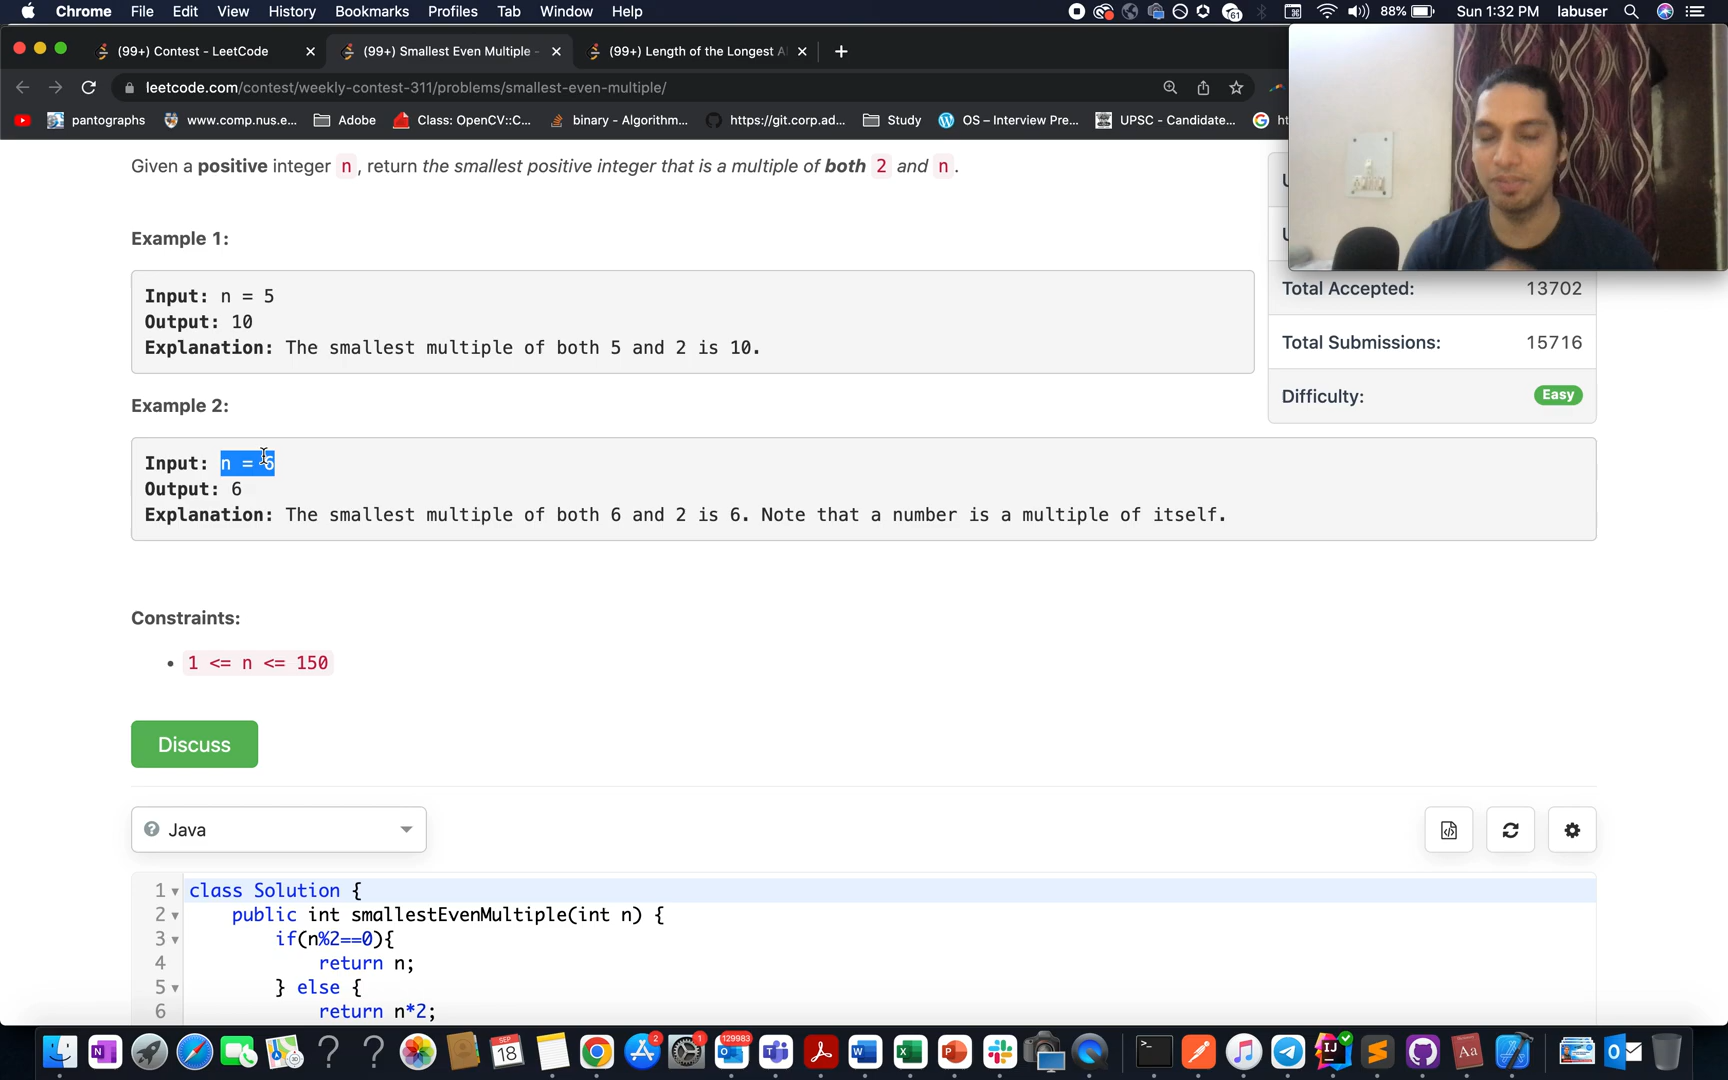 Chrome File Edit View History Bookmarks Profiles Tab Window Help
61 88% Sun 1:32 PM labuser
(99+) Contest - LeetCode
(99+) Smallest Even Multiple -
(99+) Length of the Longest Al
leetcode.com/contest/weekly-contest-311/problems/smallest-even-multiple/
pantographs www.comp.nus.e... Adobe Class: OpenCV::C... binary - Algorithm... https://git.corp.ad... Study OS – Interview Pre... UPSC - Candidate...
Given a positive integer n, return the smallest positive integer that is a multiple of both 2 and n.
Example 1:
Input: n = 5
Output: 10
Explanation: The smallest multiple of both 5 and 2 is 10.
Total Accepted: 13702
Total Submissions: 15716
Difficulty: Easy
Example 2:
Input: n = 6
Output: 6
Explanation: The smallest multiple of both 6 and 2 is 6. Note that a number is a multiple of itself.
Constraints:
• 1 <= n <= 150
Discuss
Java
1 class Solution {
2 public int smallestEvenMultiple(int n) {
3 if(n%2==0){
4 return n;
5 } else {
6 return n*2;
SEP
18
2
1
129983